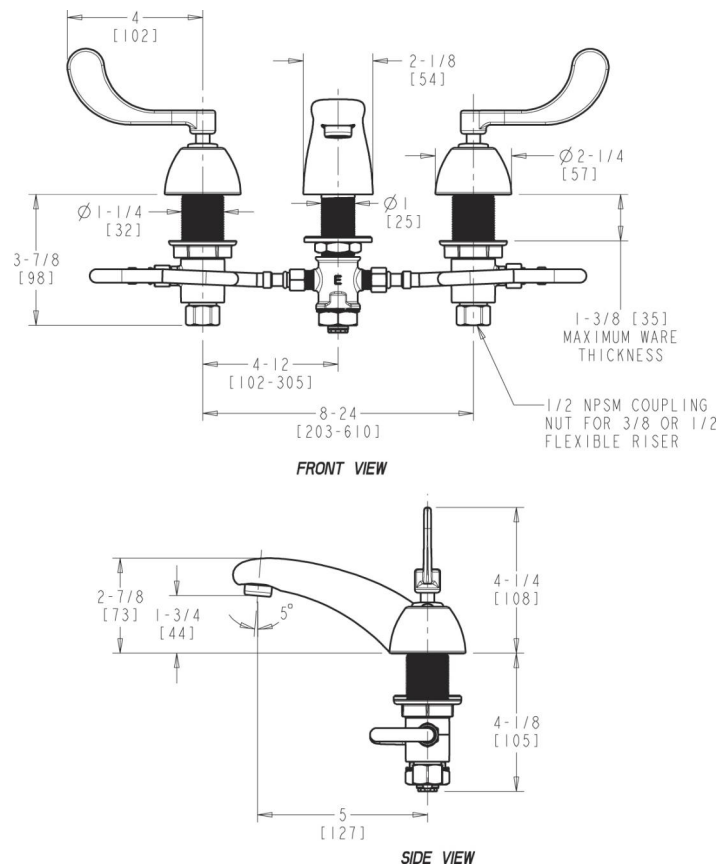 4
[102]
2-1/8
[54]
Ø2-1/4
[57]
Ø1-1/4
[32]
Ø1
[25]
3-7/8
[98]
E
1-3/8 [35]
MAXIMUM WARE
THICKNESS
4-12
[102-305]
8-24
[203-610]
1/2 NPSM COUPLING
NUT FOR 3/8 OR 1/2
FLEXIBLE RISER
FRONT VIEW
2-7/8
[73]
1-3/4
[44]
5°
4-1/4
[108]
4-1/8
[105]
5
[127]
SIDE VIEW